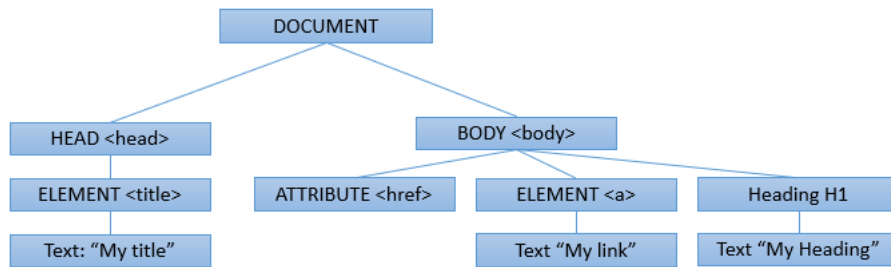 DOCUMENT
HEAD <head>
BODY <body>
ELEMENT <title>
ATTRIBUTE <href>
ELEMENT <a>
Heading H1
Text: “My title”
Text “My link”
Text “My Heading”